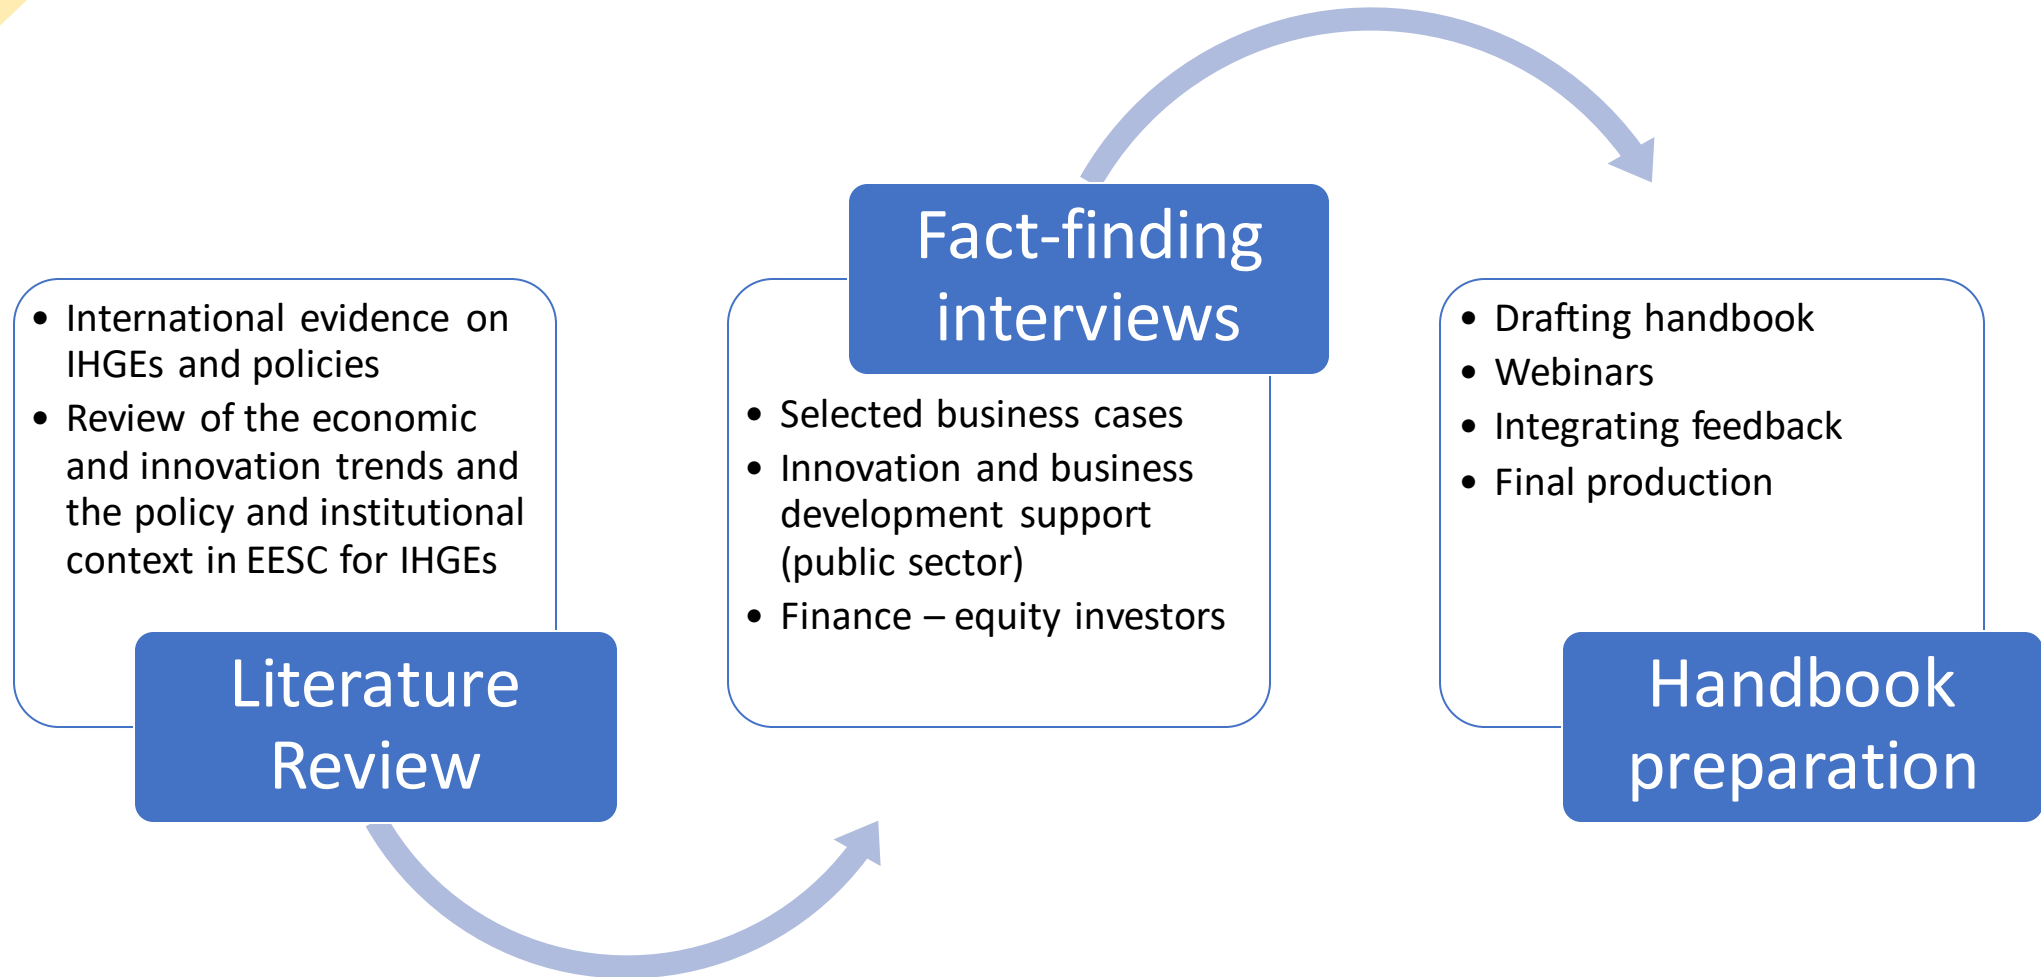 • International evidence on
IHGEs and policies
• Review of the economic
and innovation trends and
the policy and institutional
context in EESC for IHGEs
Literature
Review
Fact-finding
interviews
• Selected business cases
• Innovation and business
development support
(public sector)
• Finance – equity investors
• Drafting handbook
• Webinars
• Integrating feedback
• Final production
Handbook
preparation